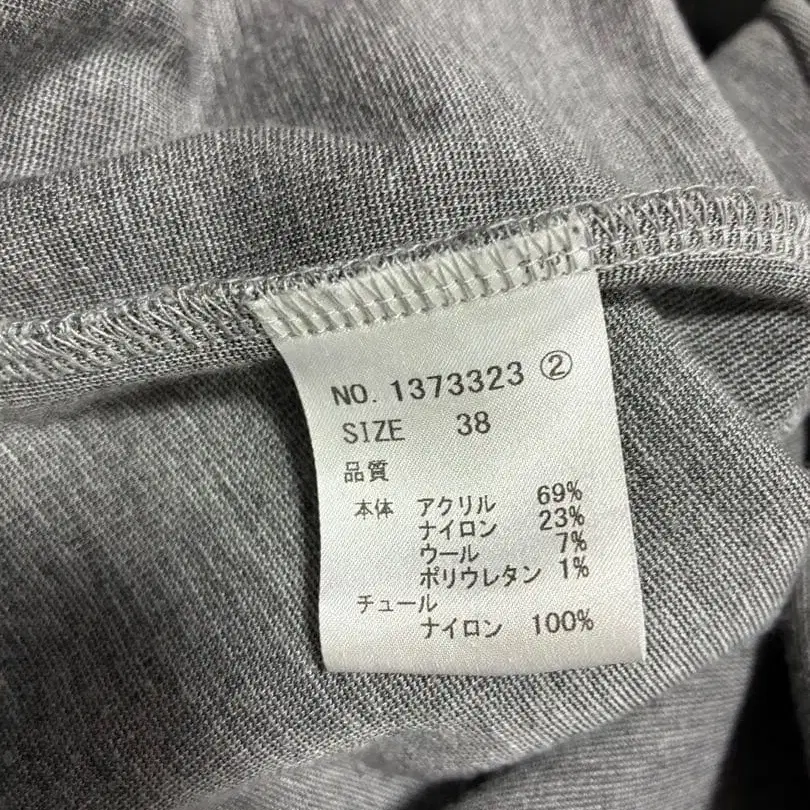 NO. 1373323 ②
SIZE 38
品質
本体 アクリル 69%
ナイロン 23%
ウール 7%
ポリウレタン 1%
チュール
ナイロン 100%